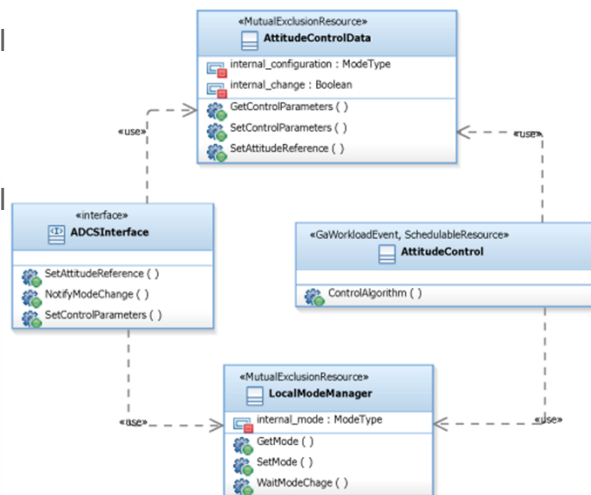 «MutualExclusionResource»
AttitudeControlData
internal_configuration : ModeType
internal_change : Boolean
GetControlParameters ( )
SetControlParameters ( )
SetAttitudeReference ( )
«use»
«use»
«interface»
ADCSInterface
SetAttitudeReference ( )
NotifyModeChange ( )
SetControlParameters ( )
«GaWorkloadEvent, SchedulableResource»
AttitudeControl
ControlAlgorithm ( )
«use»
«use»
«MutualExclusionResource»
LocalModeManager
internal_mode : ModeType
GetMode ( )
SetMode ( )
WaitModeChage ( )